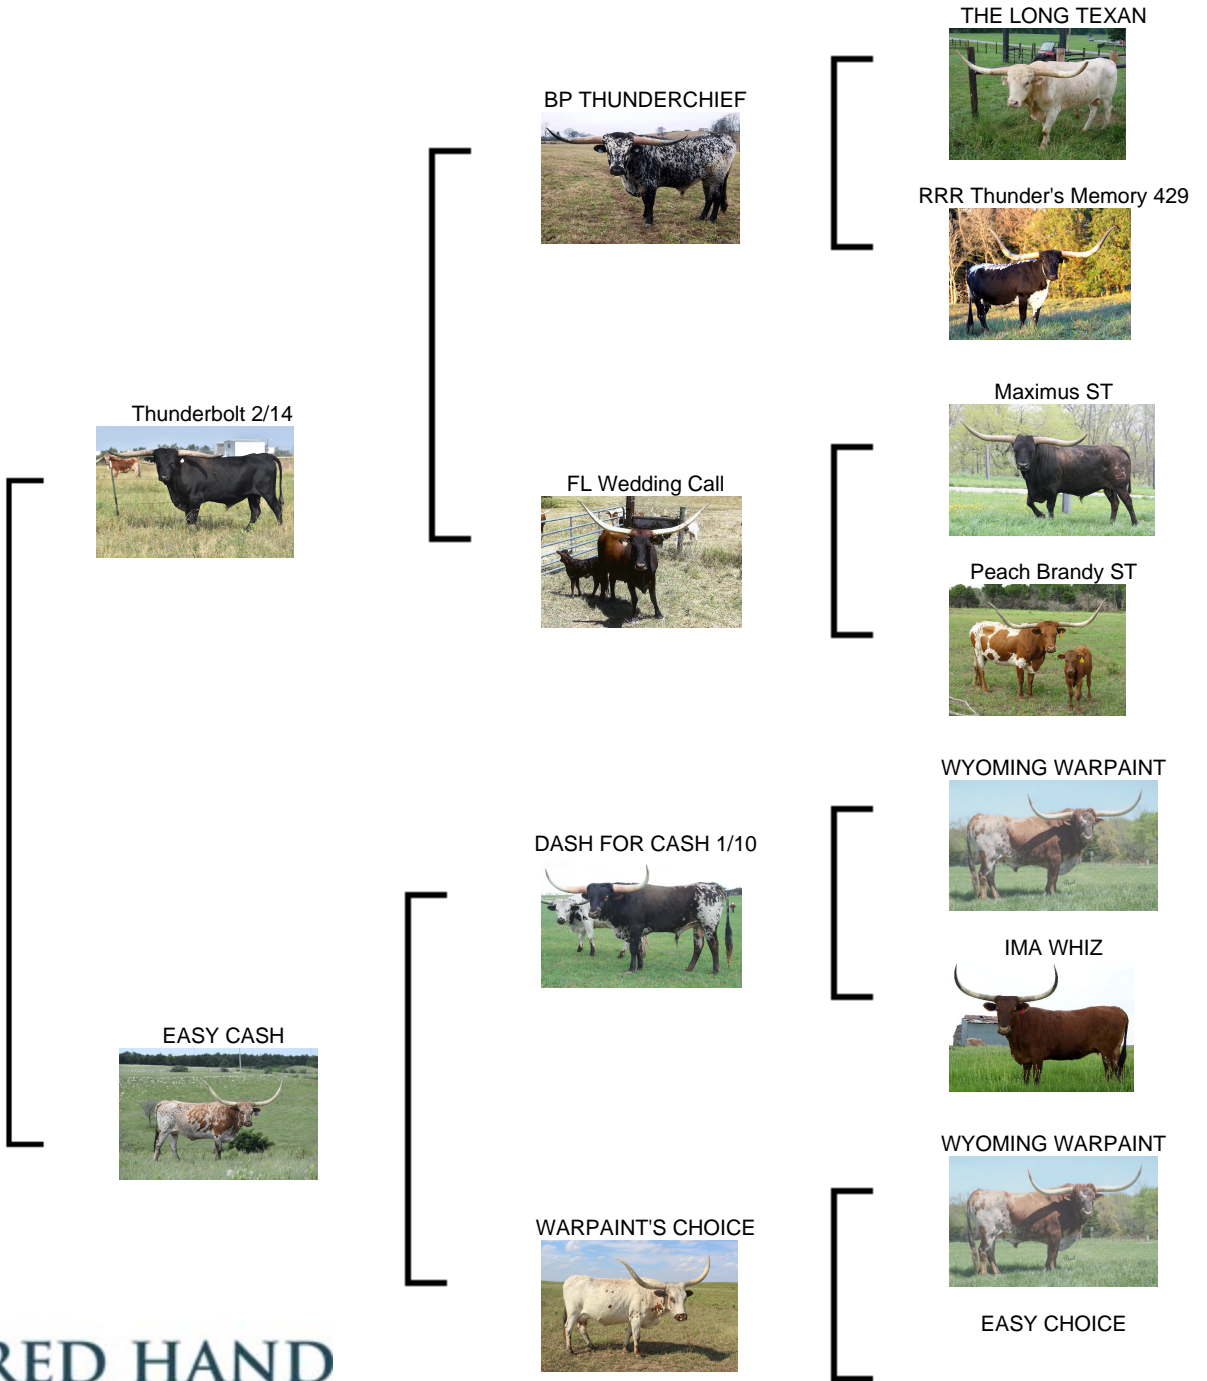 THE LONG TEXAN
BP THUNDERCHIEF
RRR Thunder's Memory 429
Thunderbolt 2/14
Maximus ST
FL Wedding Call
Peach Brandy ST
WYOMING WARPAINT
DASH FOR CASH 1/10
IMA WHIZ
EASY CASH
WYOMING WARPAINT
WARPAINT'S CHOICE
EASY CHOICE
RED HAND